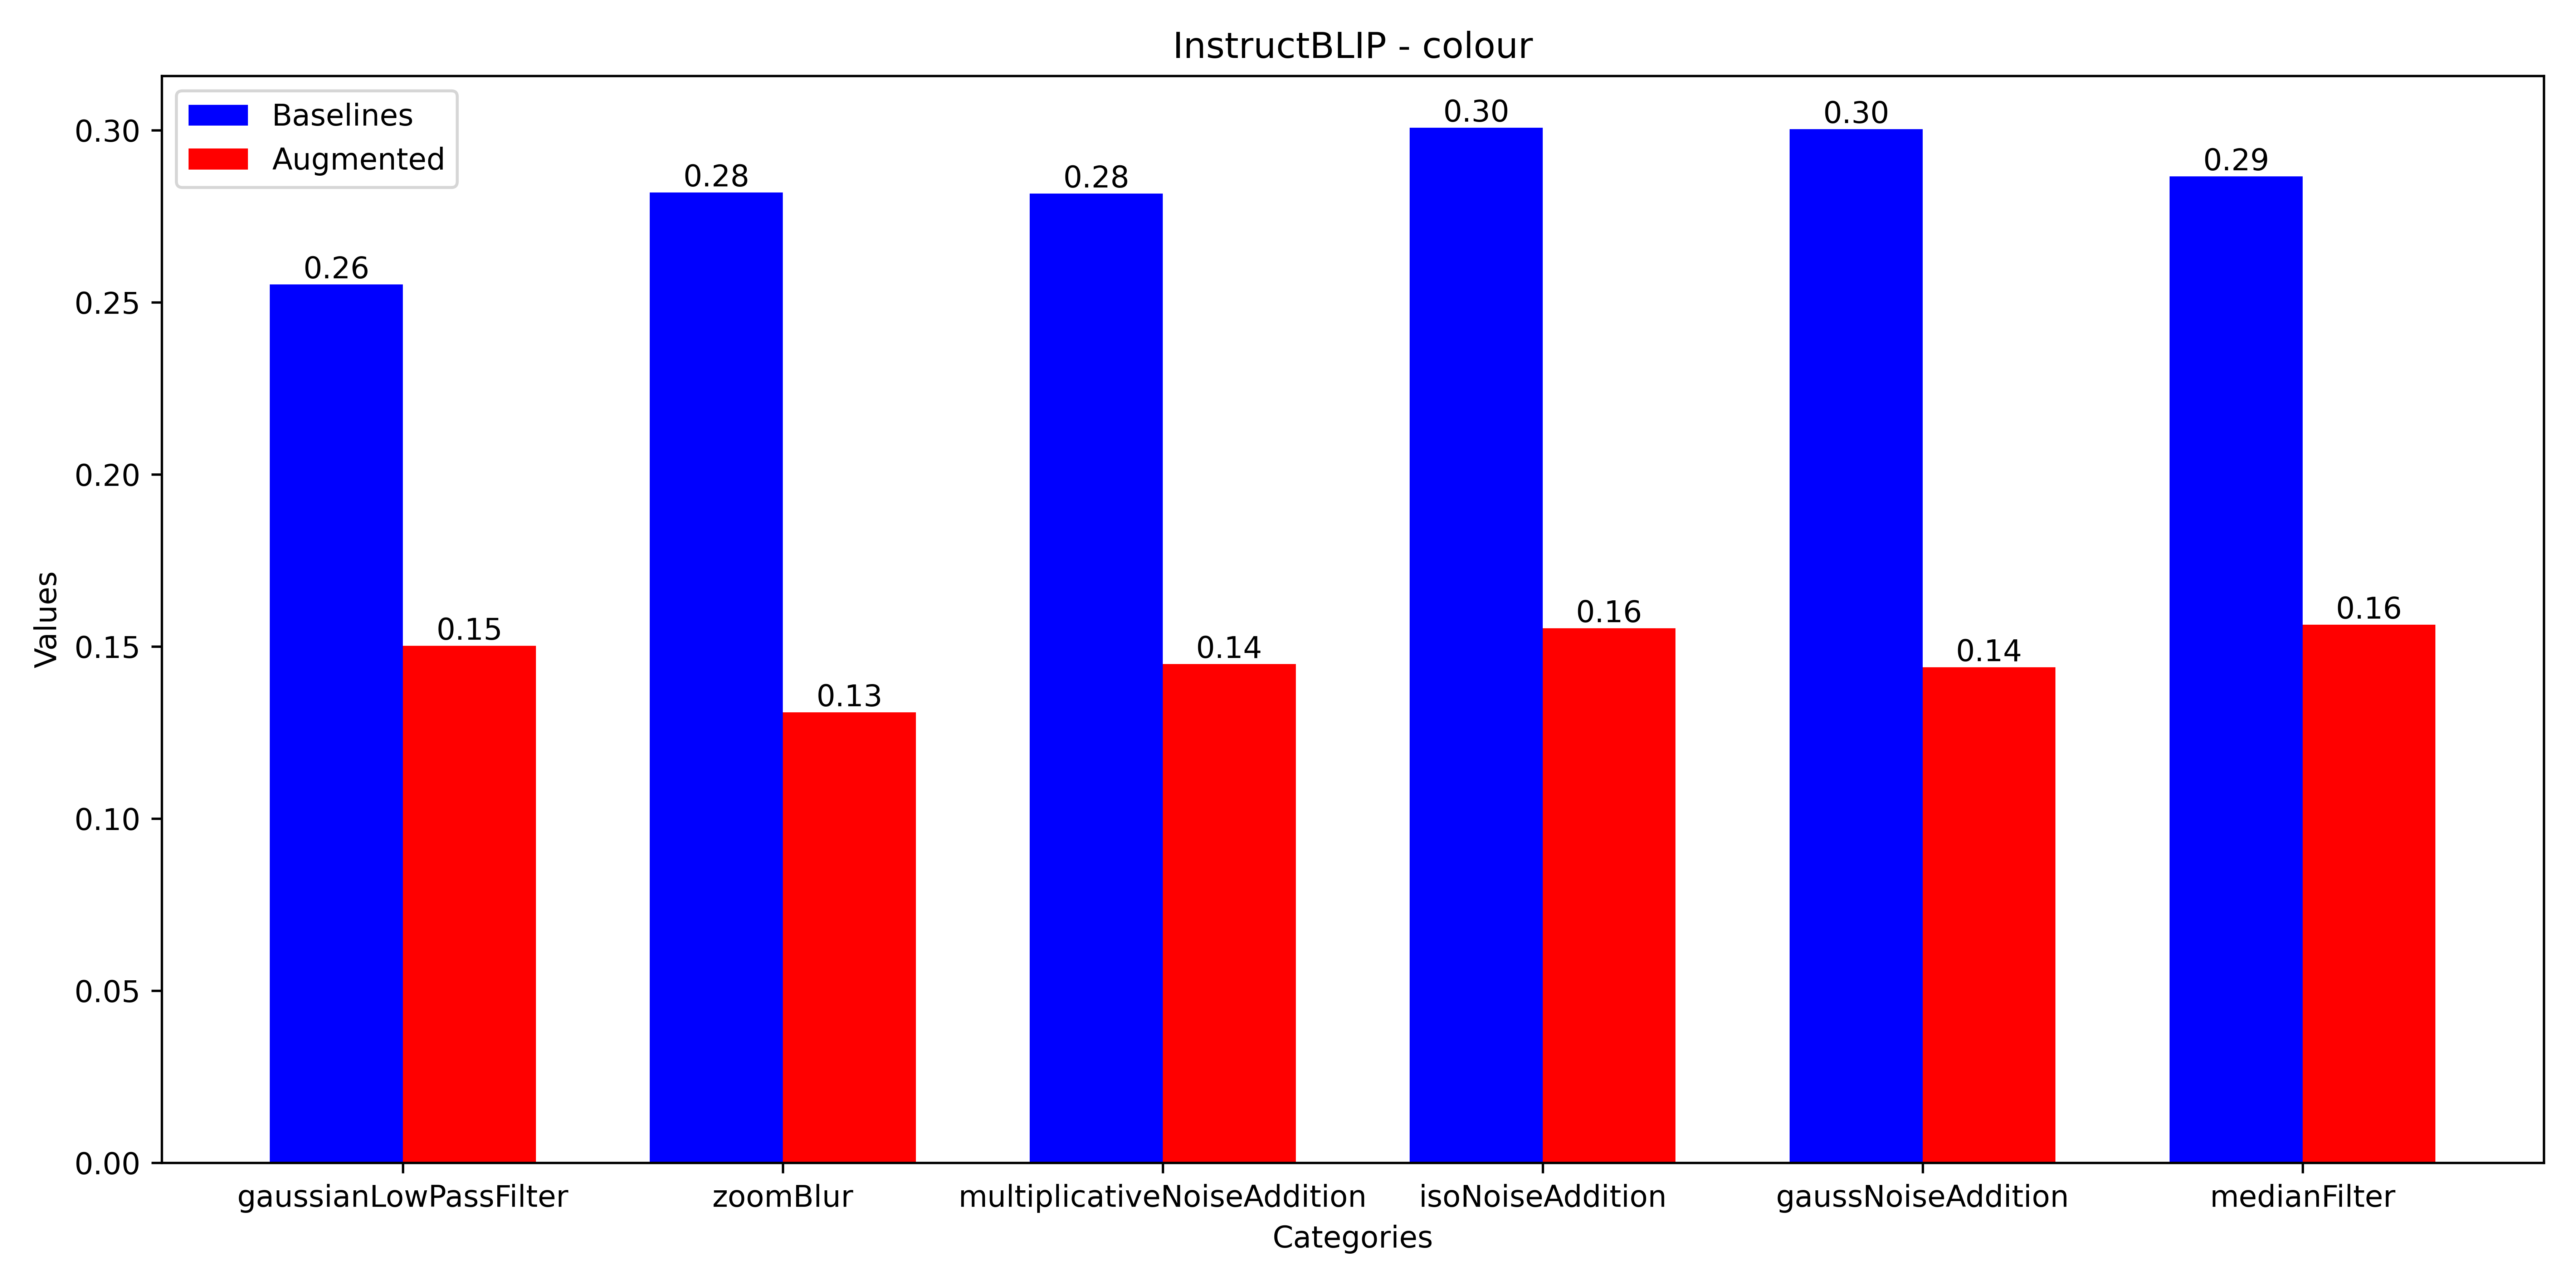 InstructBLIP - colour
Baselines
Augmented
0.30
0.25
0.20
0.15
0.10
0.05
0.00
Values
0.26
0.15
0.28
0.13
0.28
0.14
0.30
0.16
0.30
0.14
0.29
0.16
gaussianLowPassFilter
zoomBlur
multiplicativeNoiseAddition
isoNoiseAddition
gaussNoiseAddition
medianFilter
Categories